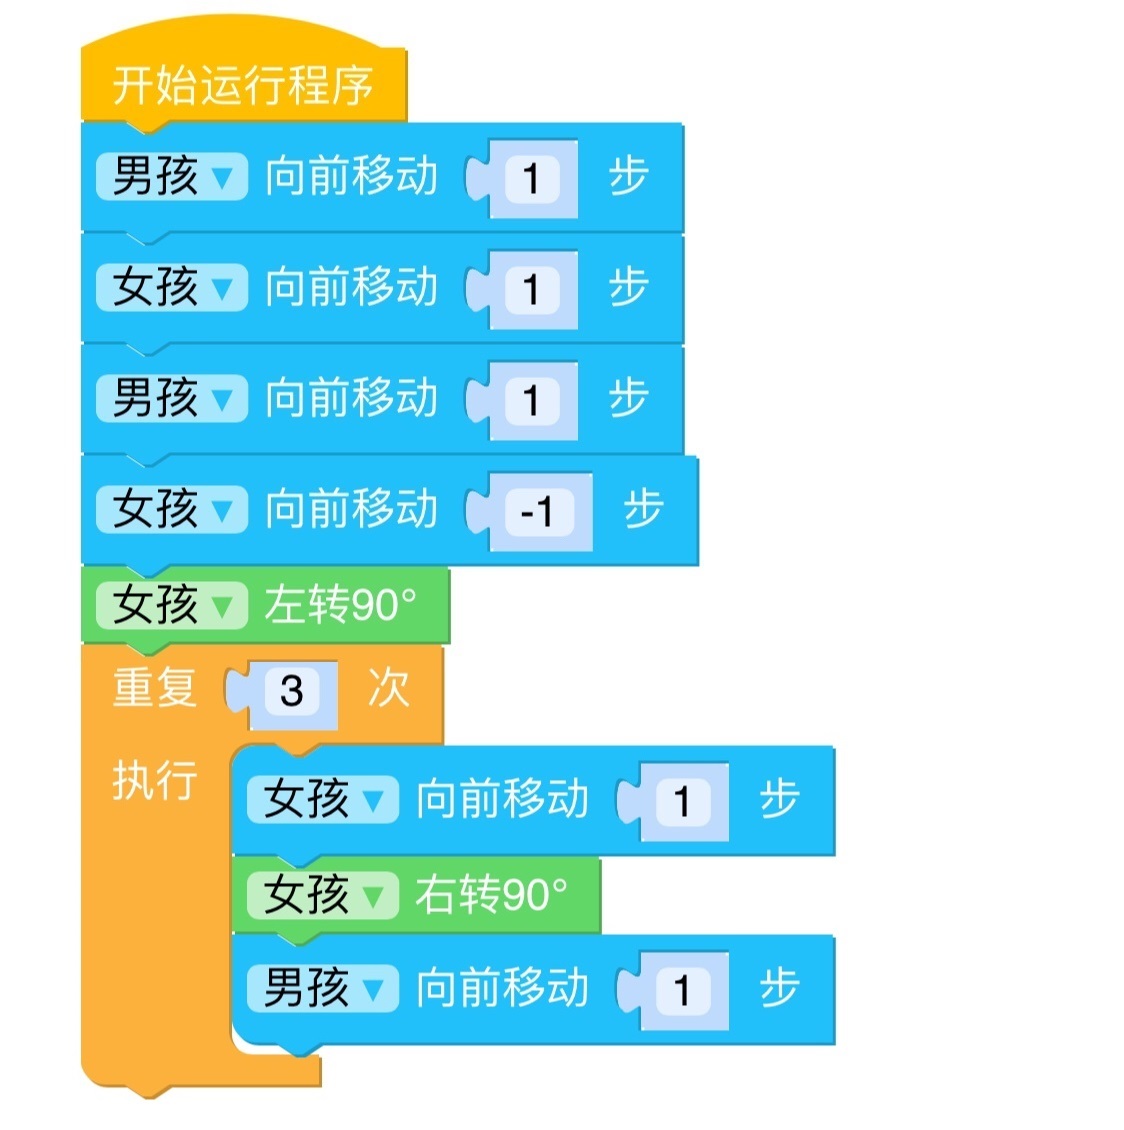 开始运行程序
男孩▼ 向前移动 1 步
女孩▼ 向前移动 1 步
男孩▼ 向前移动 1 步
女孩▼ 向前移动 -1 步
女孩▼ 左转90°
重复 3 次
执行 女孩▼ 向前移动 1 步
女孩▼ 右转90°
男孩▼ 向前移动 1 步